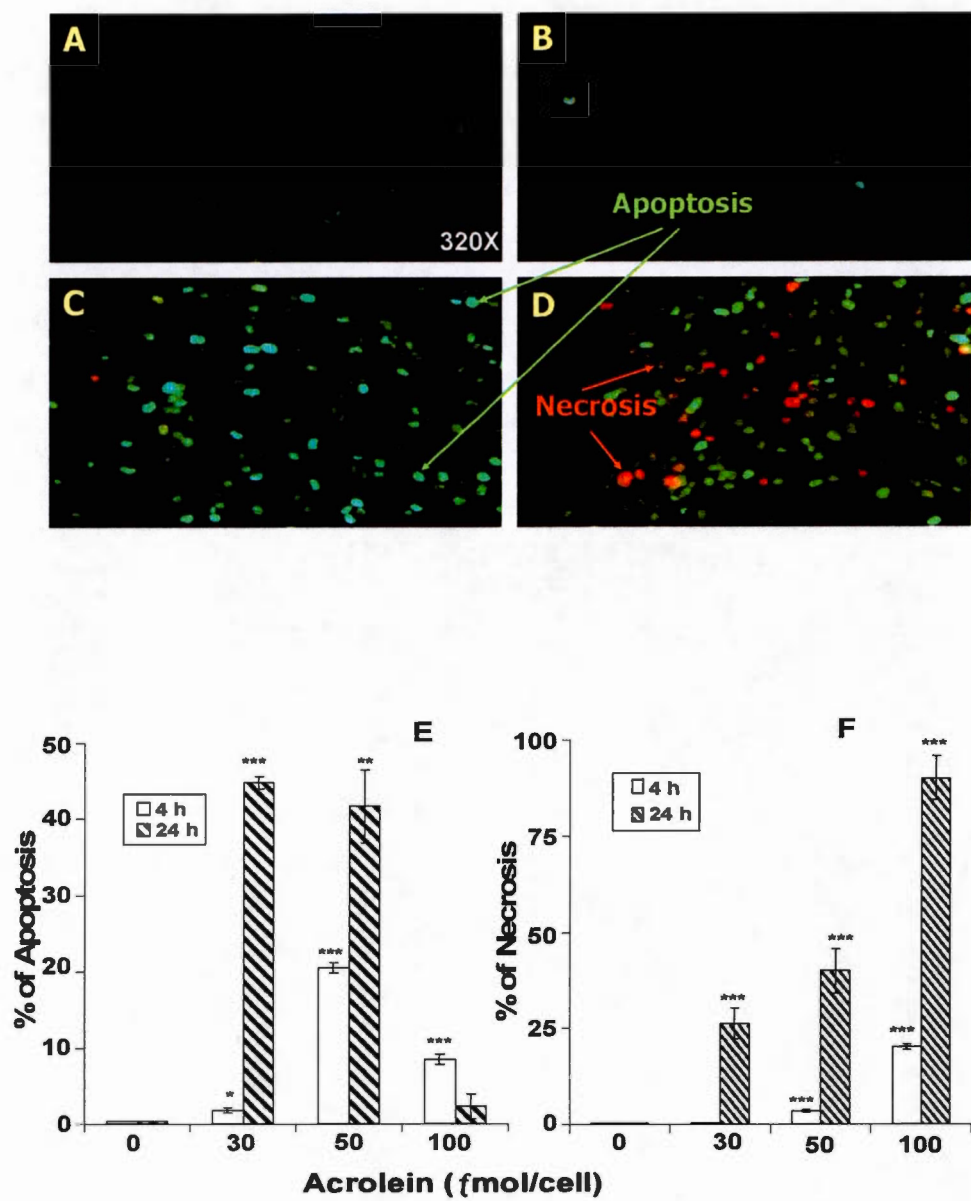 A
B
320X
Apoptosis
C
D
Necrosis
E
50
40
30
20
10
0
% of Apoptosis
4 h
24 h
*
***
***
**
***
0
30
50
100
F
100
75
50
25
0
% of Necrosis
4 h
24 h
***
***
***
***
***
0
30
50
100
Acrolein (ƒmol/cell)